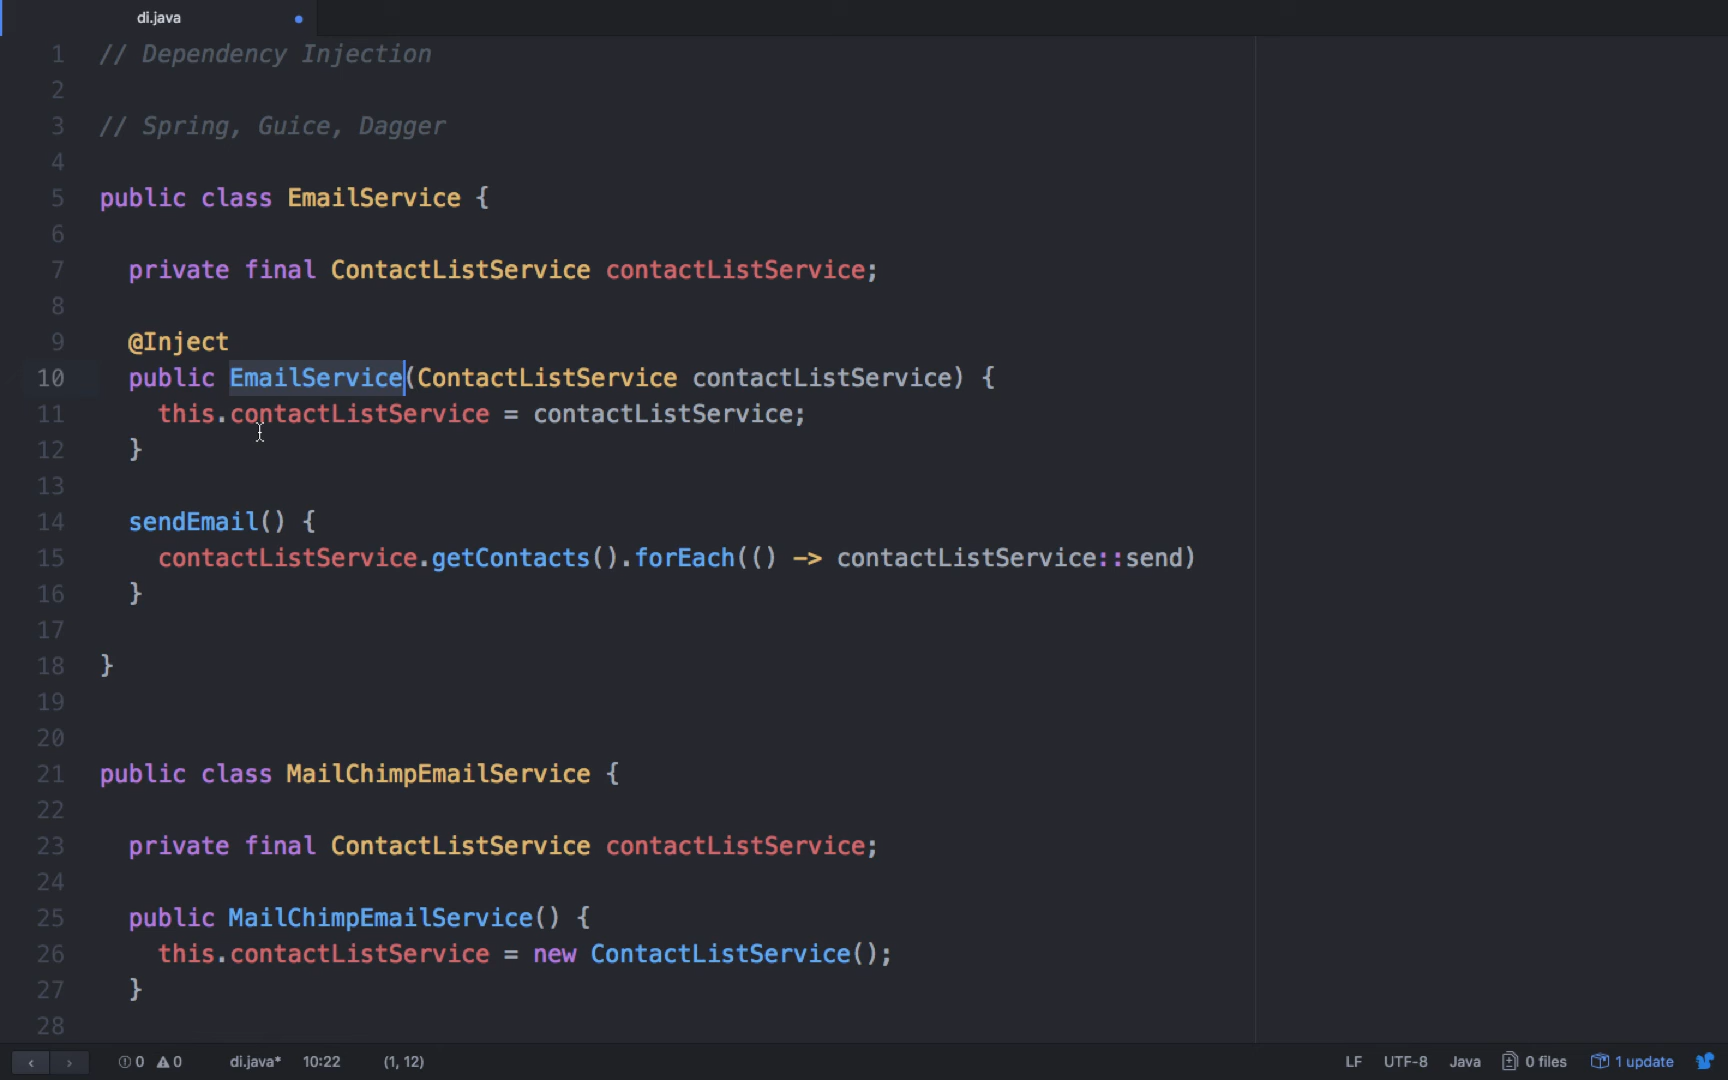 di.java
1 // Dependency Injection
2
3 // Spring, Guice, Dagger
4
5 public class EmailService {
6
7 private final ContactListService contactListService;
8
9 @Inject
10 public EmailService(ContactListService contactListService) {
11 this.contactListService = contactListService;
12 }
13
14 sendEmail() {
15 contactListService.getContacts().forEach(() -> contactListService::send)
16 }
17
18 }
19
20
21 public class MailChimpEmailService {
22
23 private final ContactListService contactListService;
24
25 public MailChimpEmailService() {
26 this.contactListService = new ContactListService();
27 }
28
‹ › 0 0 di.java* 10:22 (1, 12) LF UTF-8 Java 0 files 1 update